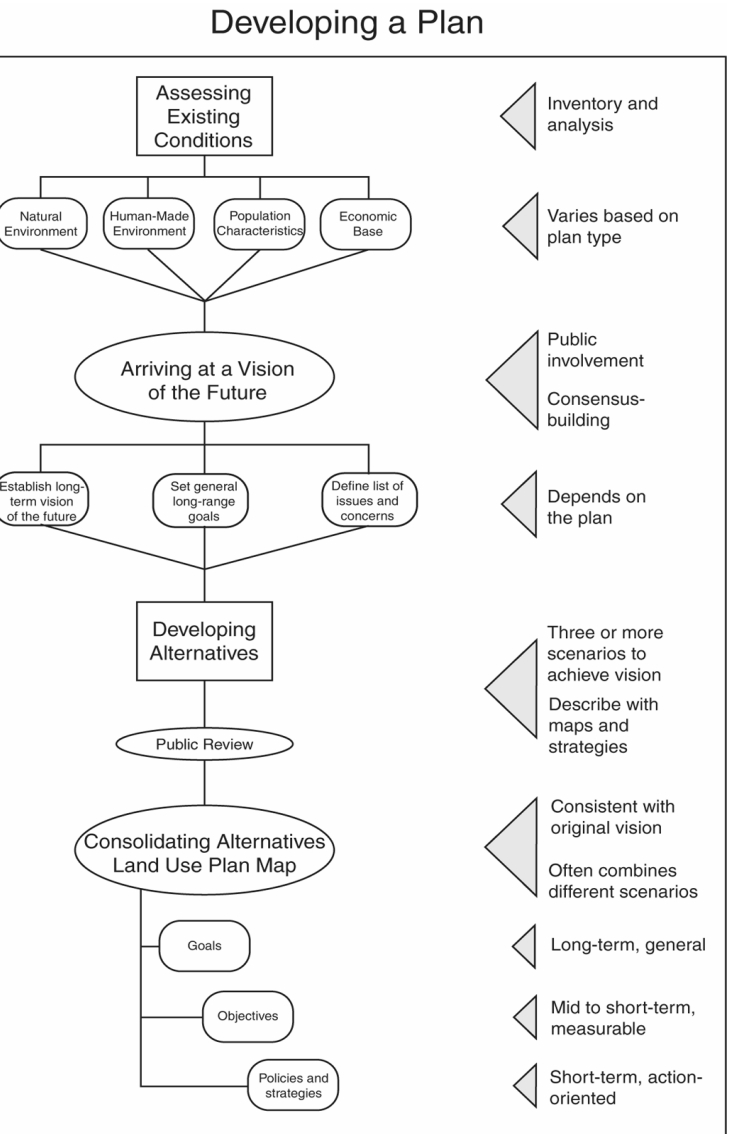 Developing a Plan
Assessing
Existing
Conditions
Inventory and
analysis
Natural
Environment
Human-Made
Environment
Population
Characteristics
Economic
Base
Varies based on
plan type
Arriving at a Vision
of the Future
Public
involvement
Consensus-
building
Establish long-
term vision
of the future
Set general
long-range
goals
Define list of
issues and
concerns
Depends on
the plan
Developing
Alternatives
Three or more
scenarios to
achieve vision
Describe with
maps and
strategies
Public Review
Consolidating Alternatives
Land Use Plan Map
Consistent with
original vision
Often combines
different scenarios
Goals
Long-term, general
Objectives
Mid to short-term,
measurable
Policies and
strategies
Short-term, action-
oriented